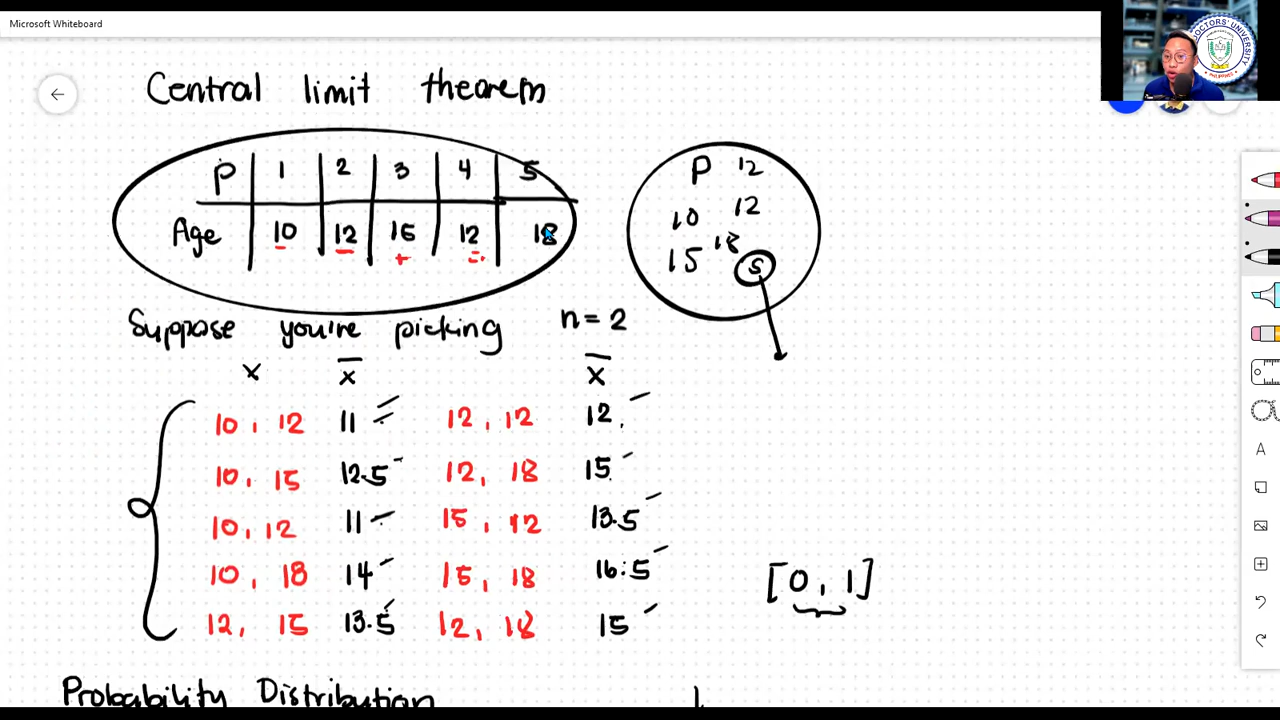 Microsoft Whiteboard
DOCTORS' UNIVERSITY
PHILIPPINES
Central limit theorem
P 1 2 3 4 5
Age 10 12 15 12 18
P 12
10 12
15 18
S
Suppose you're picking n = 2
x x̅ x̅
10, 12 11 12, 12 12
10, 15 12.5 12, 18 15
10, 12 11 15, 12 13.5
10, 18 14 15, 18 16.5
12, 15 13.5 12, 18 15
[0, 1]
Probability Distribution